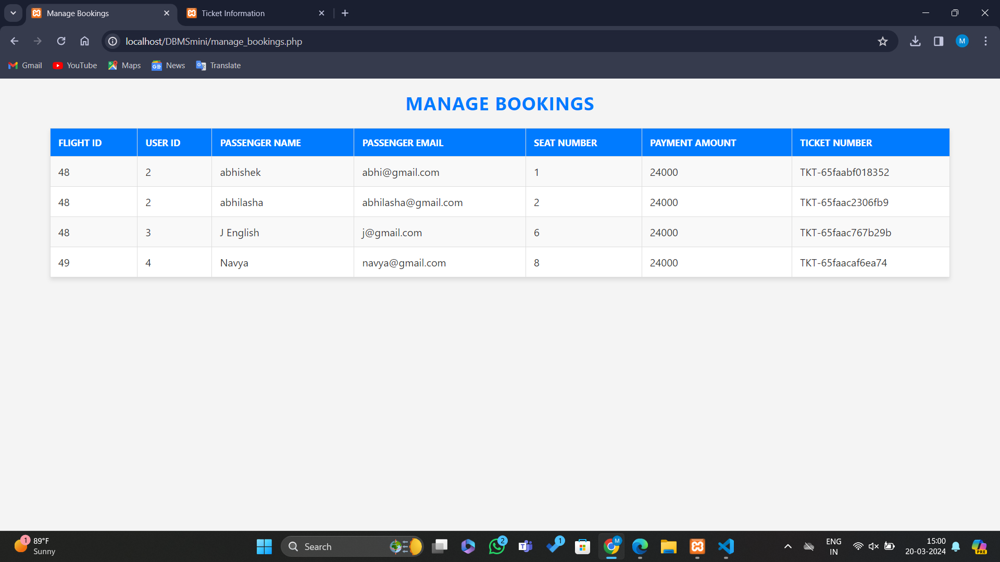 Manage Bookings
Ticket Information
localhost/DBMSmini/manage_bookings.php
M
Gmail
YouTube
Maps
News
Translate
MANAGE BOOKINGS
FLIGHT ID USER ID PASSENGER NAME PASSENGER EMAIL SEAT NUMBER PAYMENT AMOUNT TICKET NUMBER
48 2 abhishek abhi@gmail.com 1 24000 TKT-65faabf018352
48 2 abhilasha abhilasha@gmail.com 2 24000 TKT-65faac2306fb9
48 3 J English j@gmail.com 6 24000 TKT-65faac767b29b
49 4 Navya navya@gmail.com 8 24000 TKT-65faacaf6ea74
1
89°F
Sunny
Search
2
1
M
ENG
IN
15:00
20-03-2024
PRE